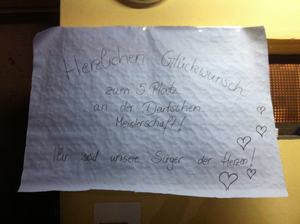 Herzlichen Glückwunsch
zum 5. Platz
an der Deutschen
Meisterschaft!
Ihr seid unsere Sieger der Herzen!